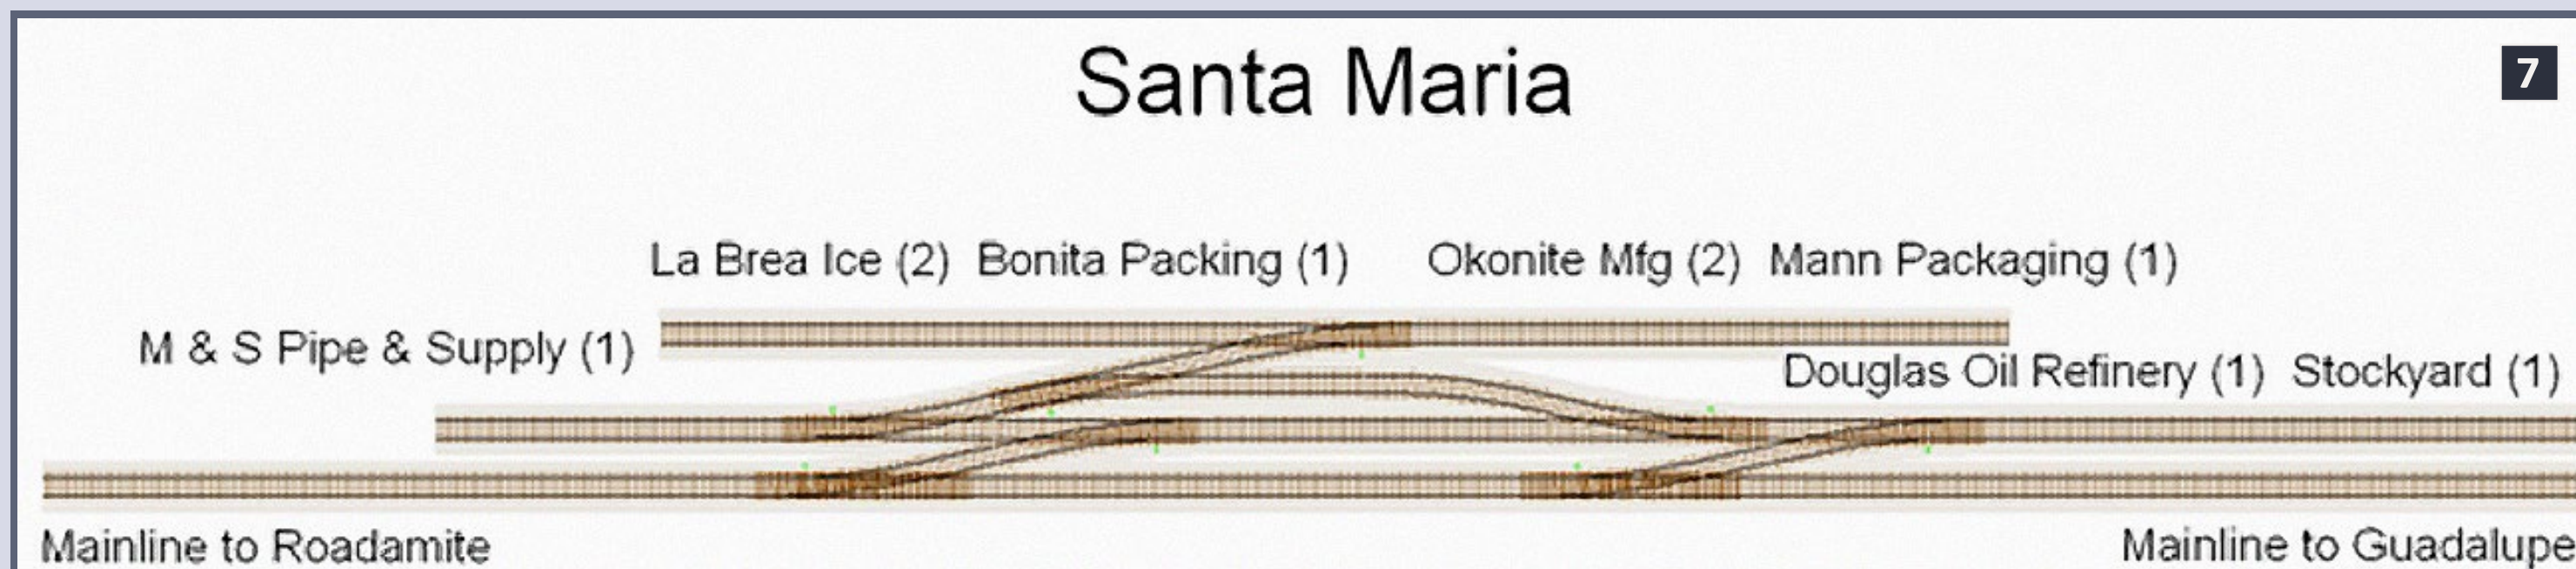 Santa Maria
7
La Brea Ice (2) Bonita Packing (1) Okonite Mfg (2) Mann Packaging (1)
M & S Pipe & Supply (1)
Douglas Oil Refinery (1) Stockyard (1)
Mainline to Roadamite
Mainline to Guadalupe